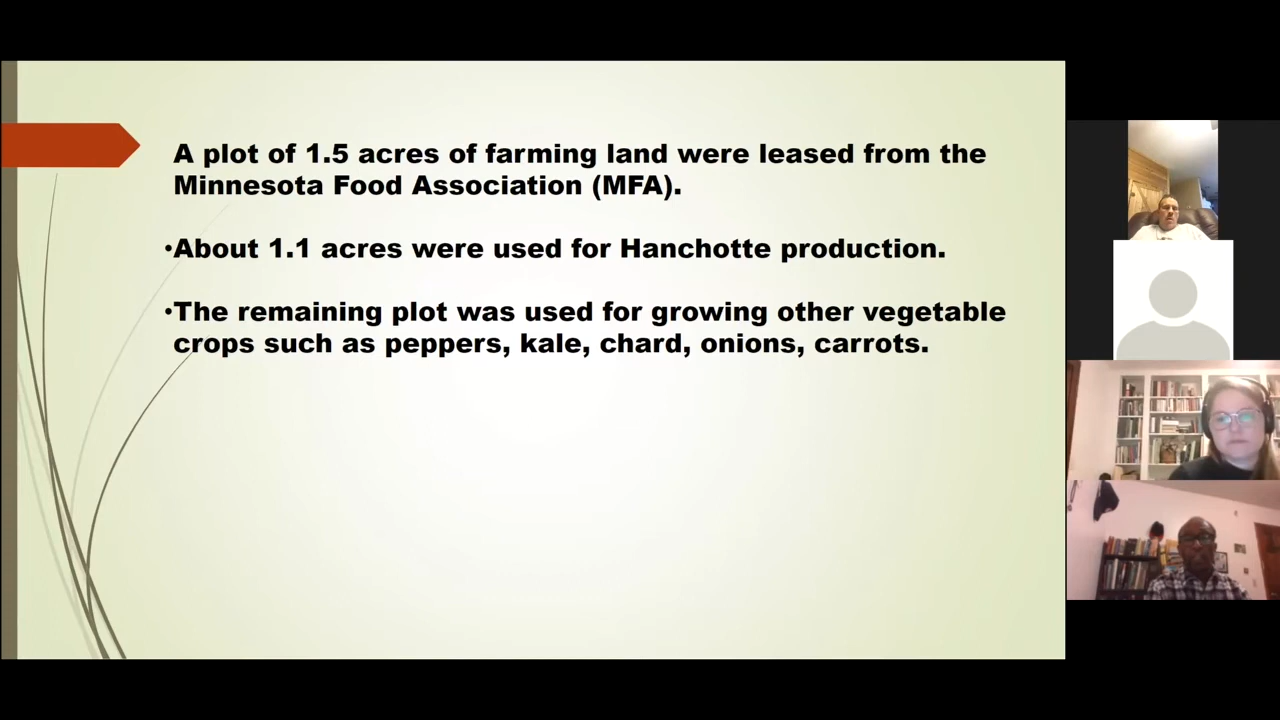 A plot of 1.5 acres of farming land were leased from the
Minnesota Food Association (MFA).
•About 1.1 acres were used for Hanchotte production.
•The remaining plot was used for growing other vegetable
crops such as peppers, kale, chard, onions, carrots.